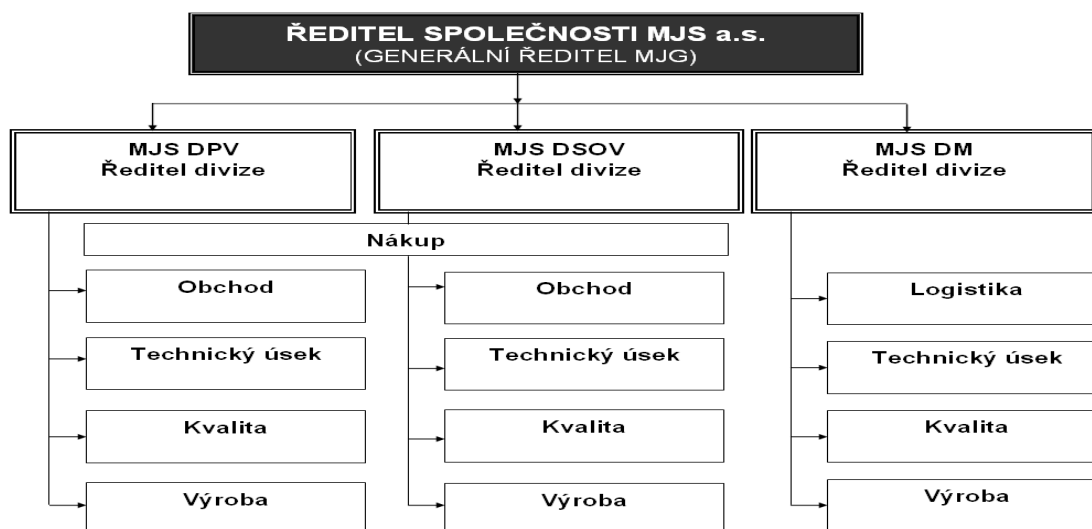 ŘEDITEL SPOLEČNOSTI MJS a.s.
(GENERÁLNÍ ŘEDITEL MJG)
MJS DPV
Ředitel divize
MJS DSOV
Ředitel divize
MJS DM
Ředitel divize
Nákup
Obchod
Obchod
Logistika
Technický úsek
Technický úsek
Technický úsek
Kvalita
Kvalita
Kvalita
Výroba
Výroba
Výroba